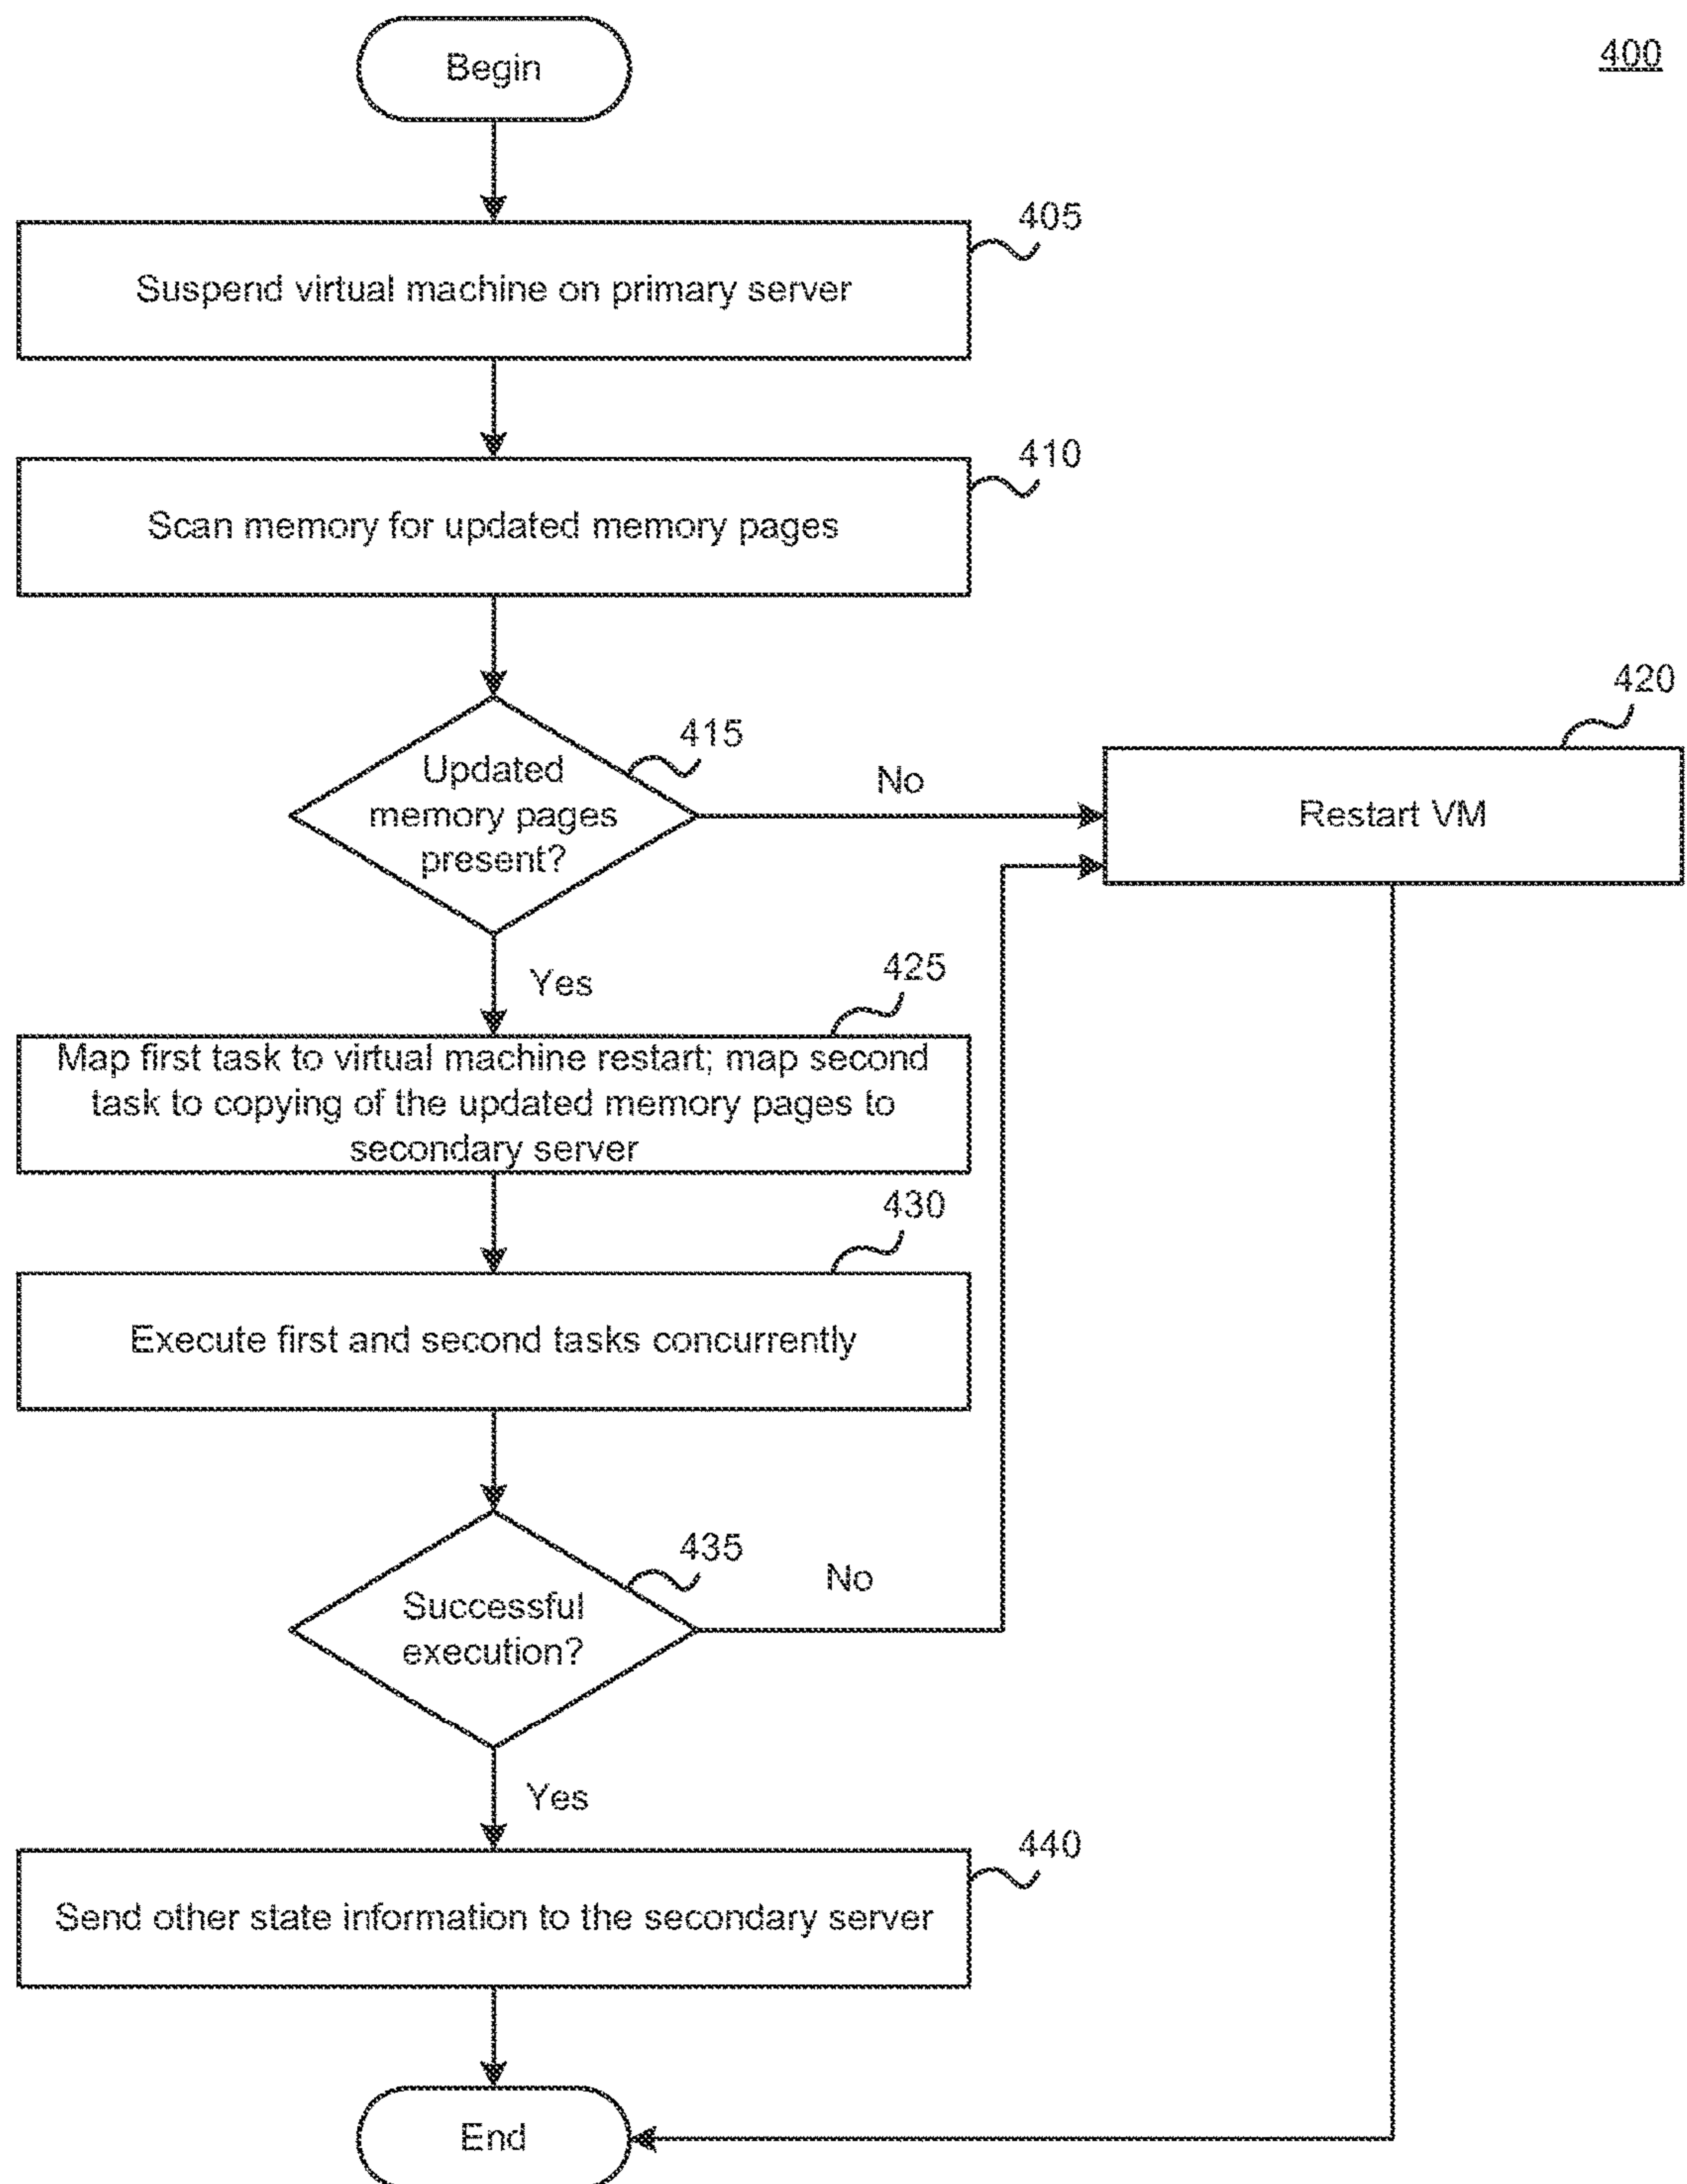 Begin
400
405
Suspend virtual machine on primary server
410
Scan memory for updated memory pages
420
415
Updated
memory pages
present?
No
Restart VM
Yes
425
Map first task to virtual machine restart; map second
task to copying of the updated memory pages to
secondary server
430
Execute first and second tasks concurrently
435
No
Successful
execution?
Yes
440
Send other state information to the secondary server
End